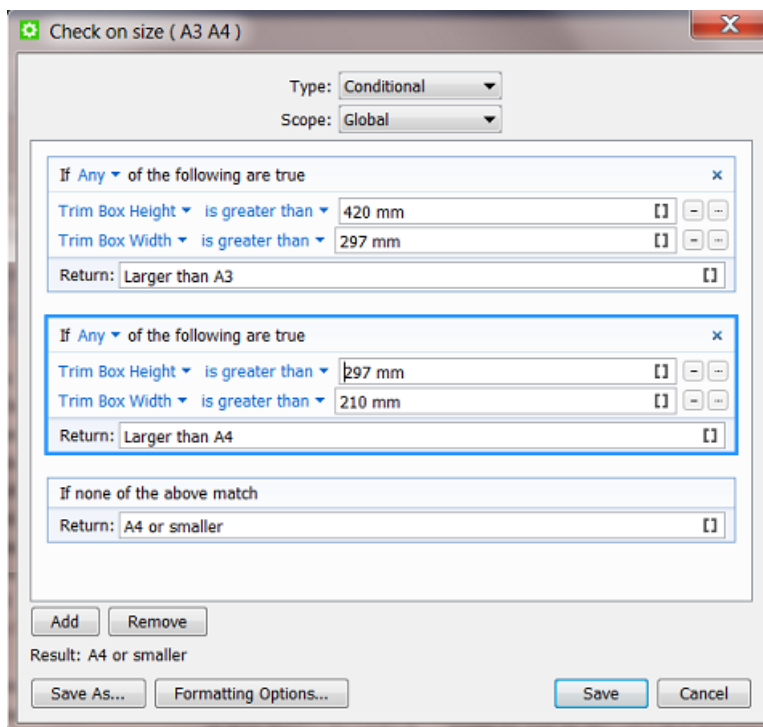 Check on size ( A3 A4 )
Type: Conditional
Scope: Global
If Any of the following are true
Trim Box Height is greater than 420 mm
Trim Box Width is greater than 297 mm
Return: Larger than A3
If Any of the following are true
Trim Box Height is greater than 297 mm
Trim Box Width is greater than 210 mm
Return: Larger than A4
If none of the above match
Return: A4 or smaller
Add Remove
Result: A4 or smaller
Save As... Formatting Options... Save Cancel